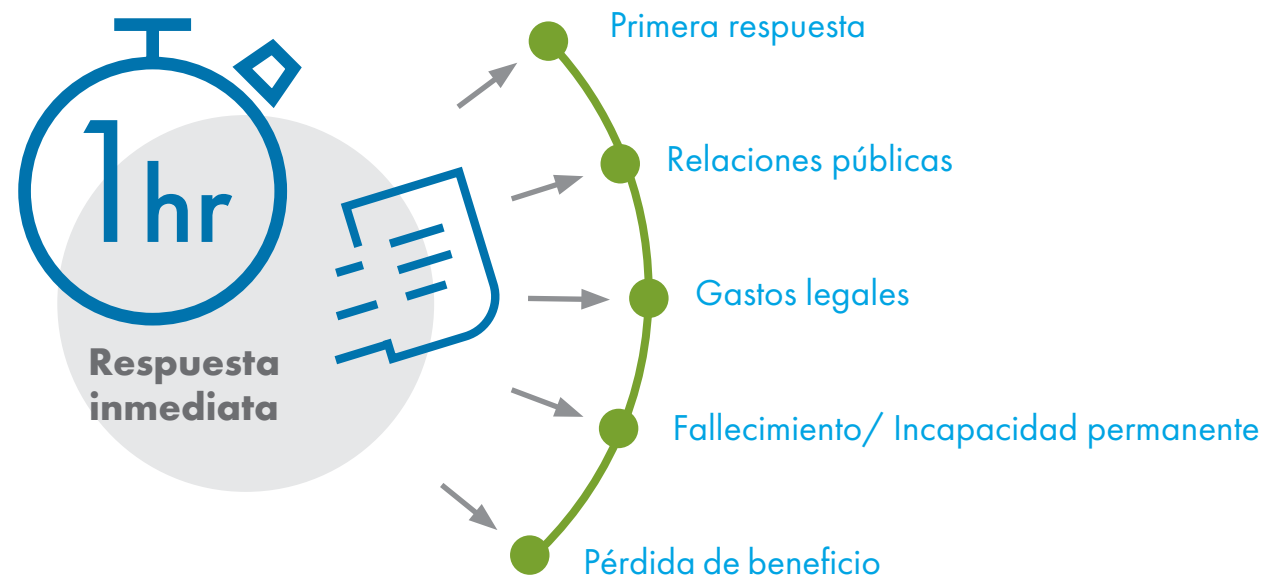 1hr
Respuesta
inmediata
Primera respuesta
Relaciones públicas
Gastos legales
Fallecimiento/ Incapacidad permanente
Pérdida de beneficio